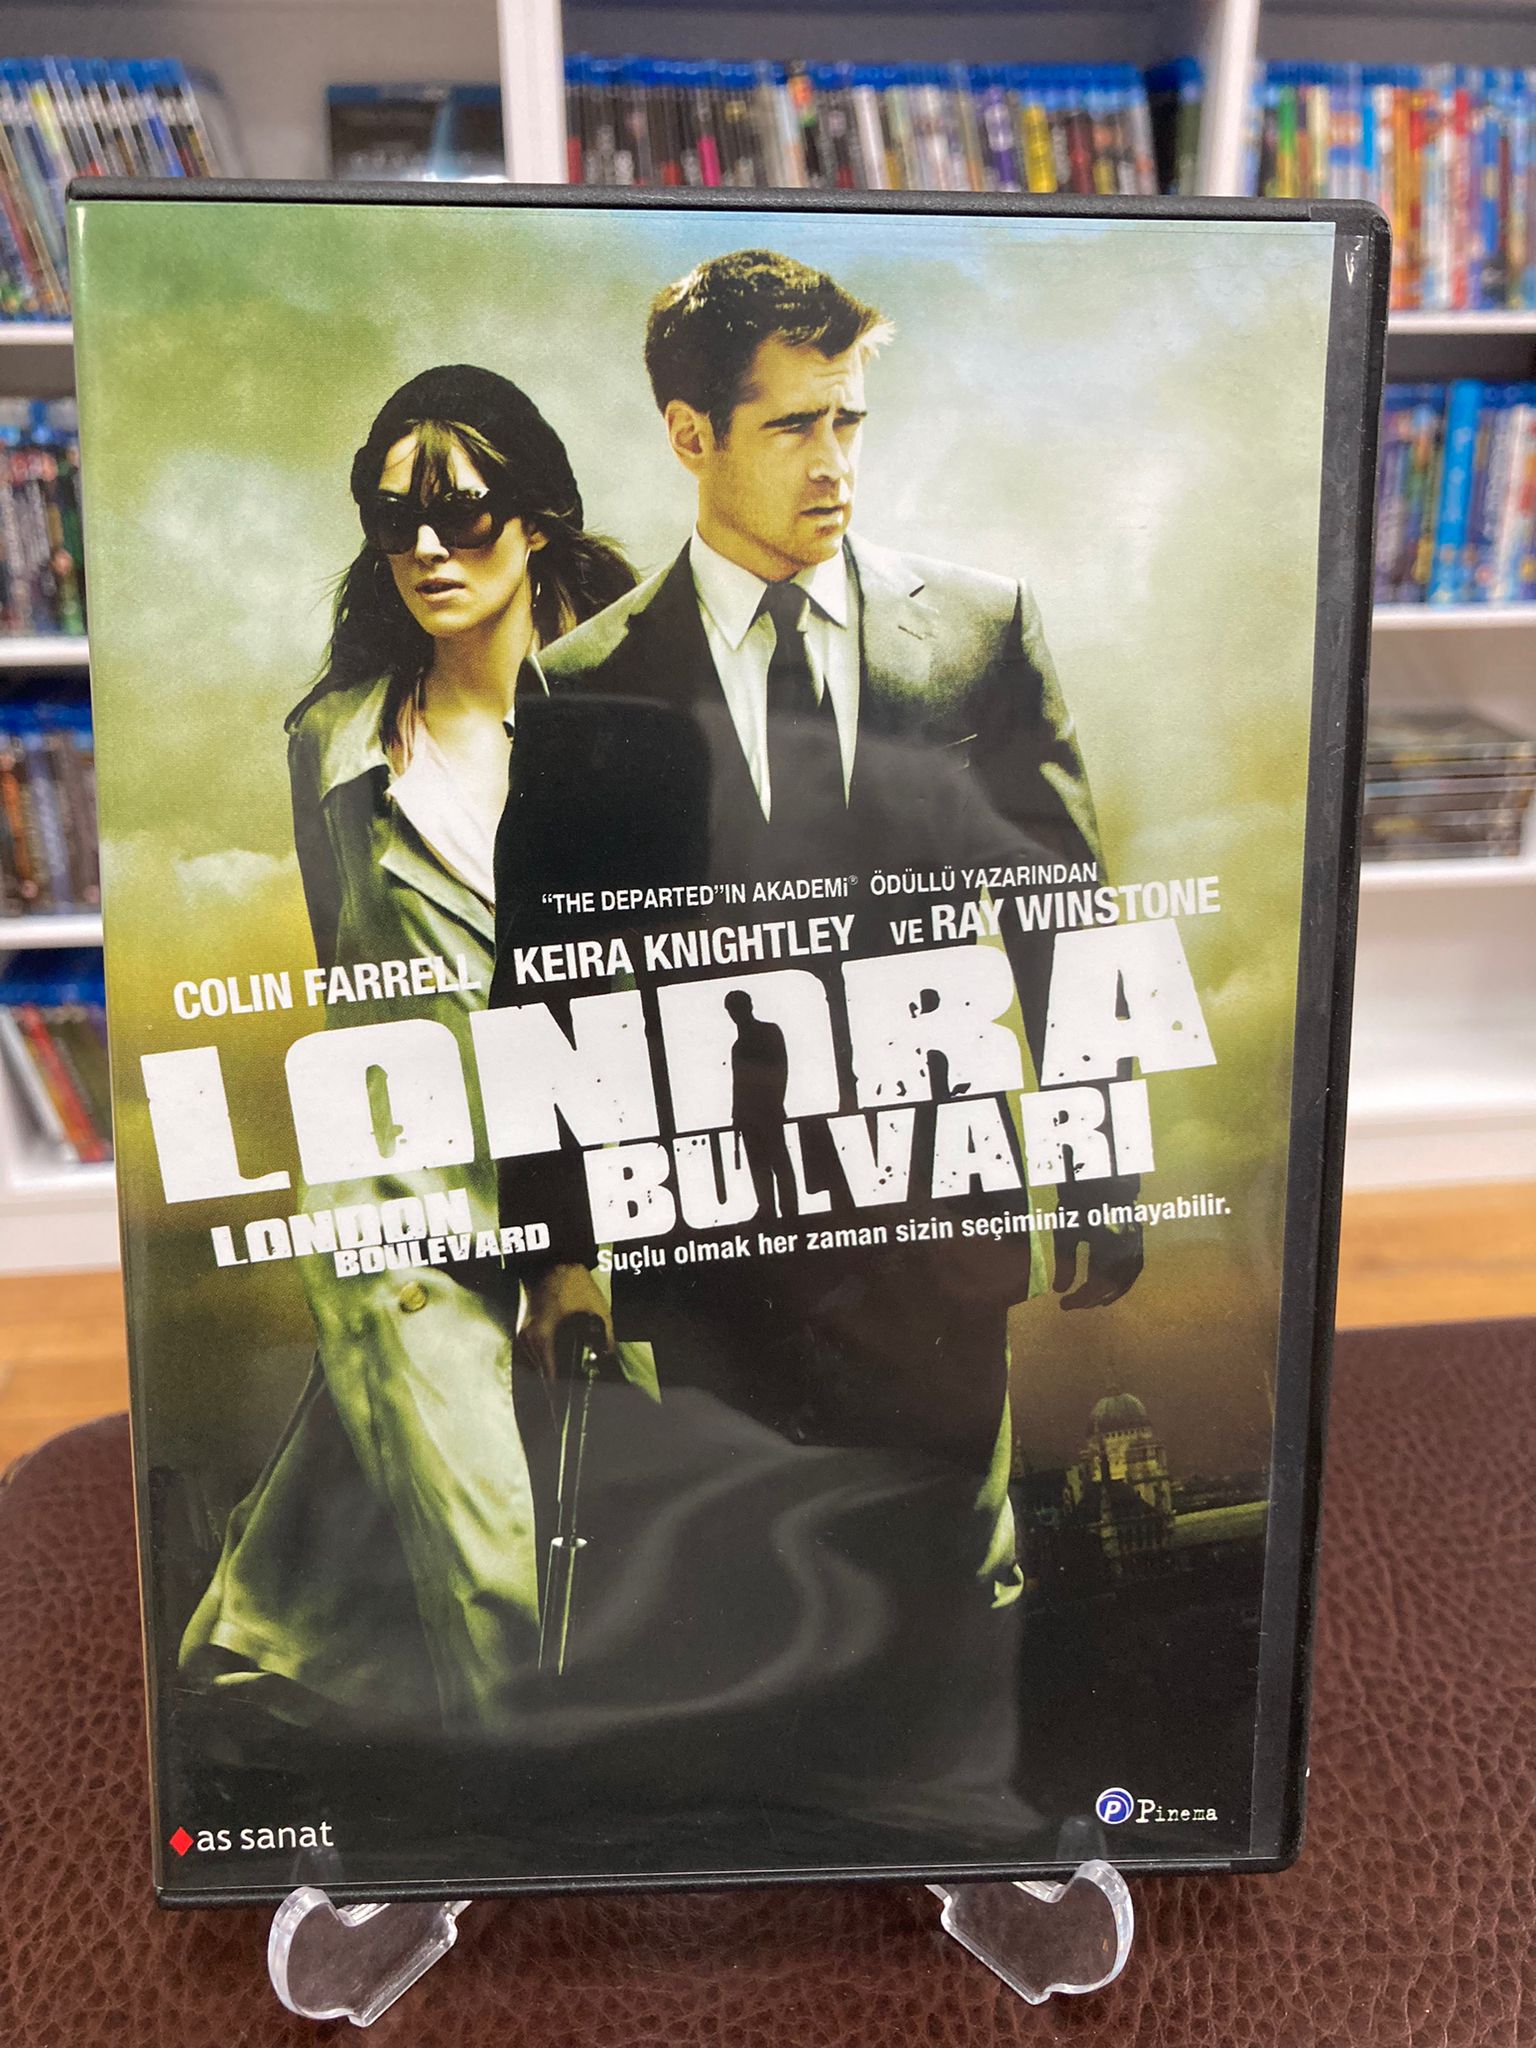 "THE DEPARTED"IN AKADEMİ® ÖDÜLLÜ YAZARINDAN
COLIN FARRELL KEIRA KNIGHTLEY VE RAY WINSTONE
LONDRA
BULVARI
LONDON
BOULEVARD
Suçlu olmak her zaman sizin seçiminiz olmayabilir.
as sanat
P Pinema